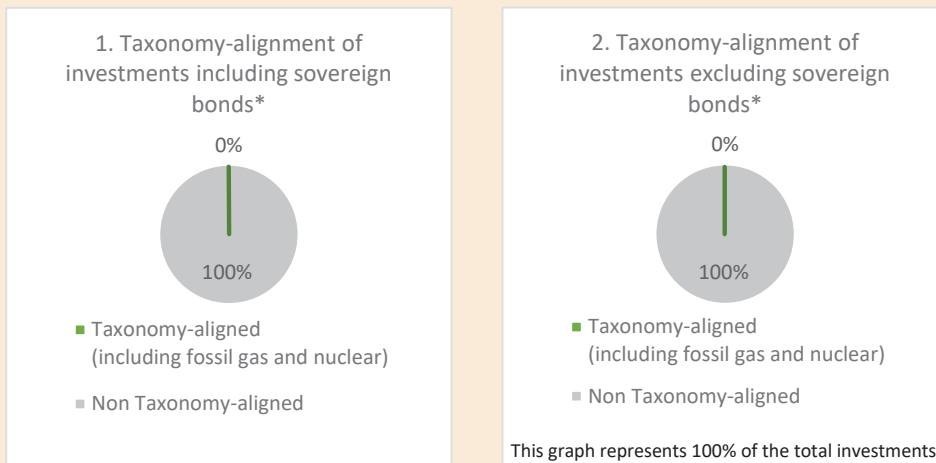 1. Taxonomy-alignment of
investments including sovereign
bonds*
0%
100%
Taxonomy-aligned
(including fossil gas and nuclear)
Non Taxonomy-aligned
2. Taxonomy-alignment of
investments excluding sovereign
bonds*
0%
100%
Taxonomy-aligned
(including fossil gas and nuclear)
Non Taxonomy-aligned
This graph represents 100% of the total investments